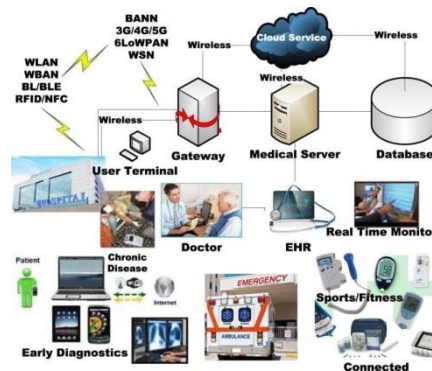 BANN
3G/4G/5G
6LoWPAN
WSN
WLAN
WBAN
BL/BLE
RFID/NFC
Wireless
Cloud Service
Wireless
Wireless
Wireless
User Terminal
Gateway
Medical Server
Database
HOSPITAL
Doctor
EHR
Real Time Monito
Patient
Chronic
Disease
Internet
Early Diagnostics
EMERGENCY
AMBULANCE
Sports/Fitness
Connected